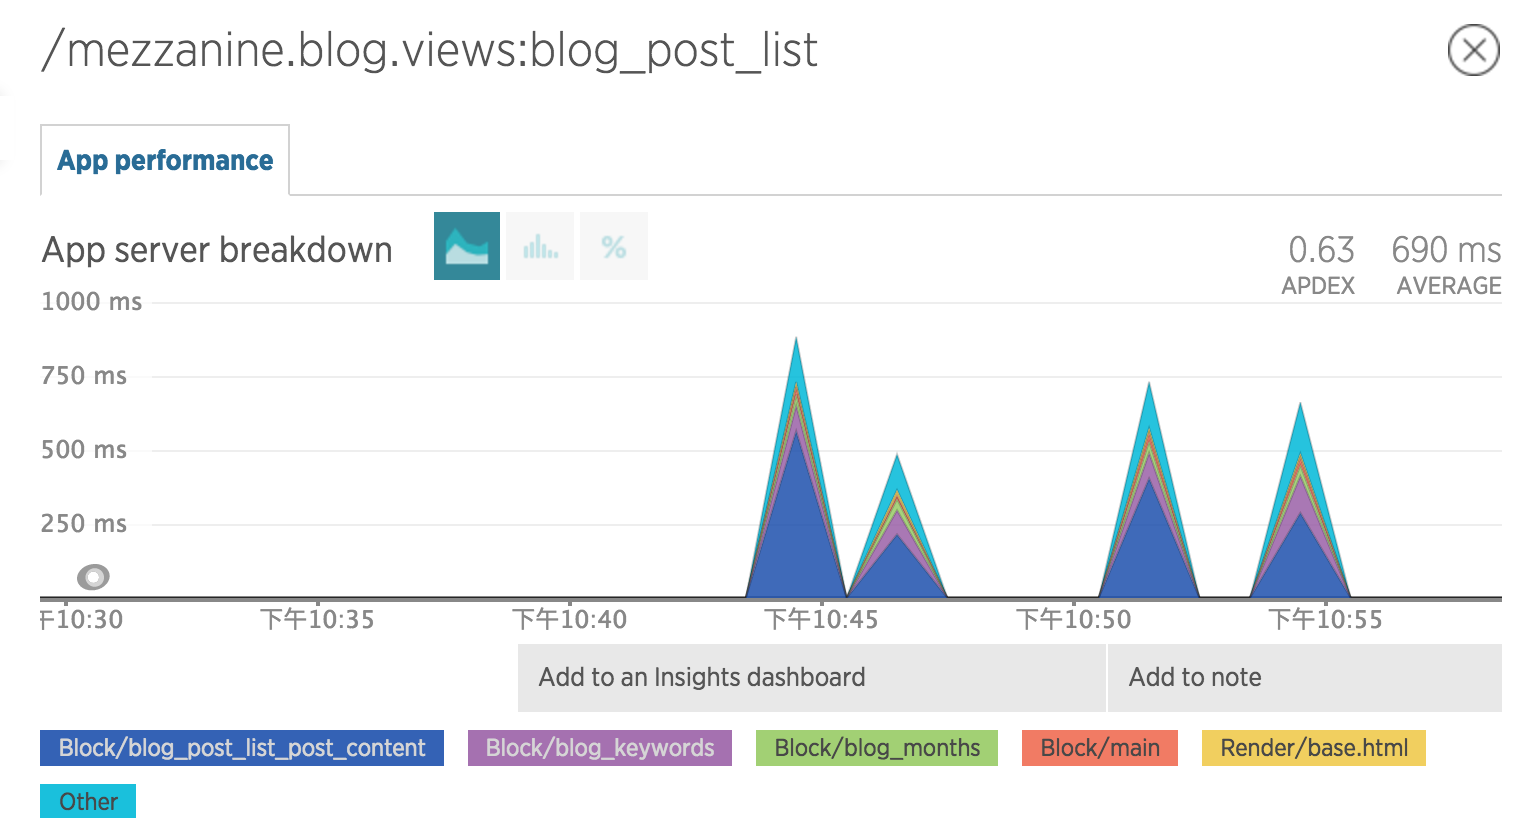 /mezzanine.blog.views:blog_post_list
App performance
App server breakdown
%
0.63 690 ms
APDEX AVERAGE
1000 ms
750 ms
500 ms
250 ms
午10:30 下午10:35 下午10:40 下午10:45 下午10:50 下午10:55
Add to an Insights dashboard Add to note
Block/blog_post_list_post_content Block/blog_keywords Block/blog_months Block/main Render/base.html
Other